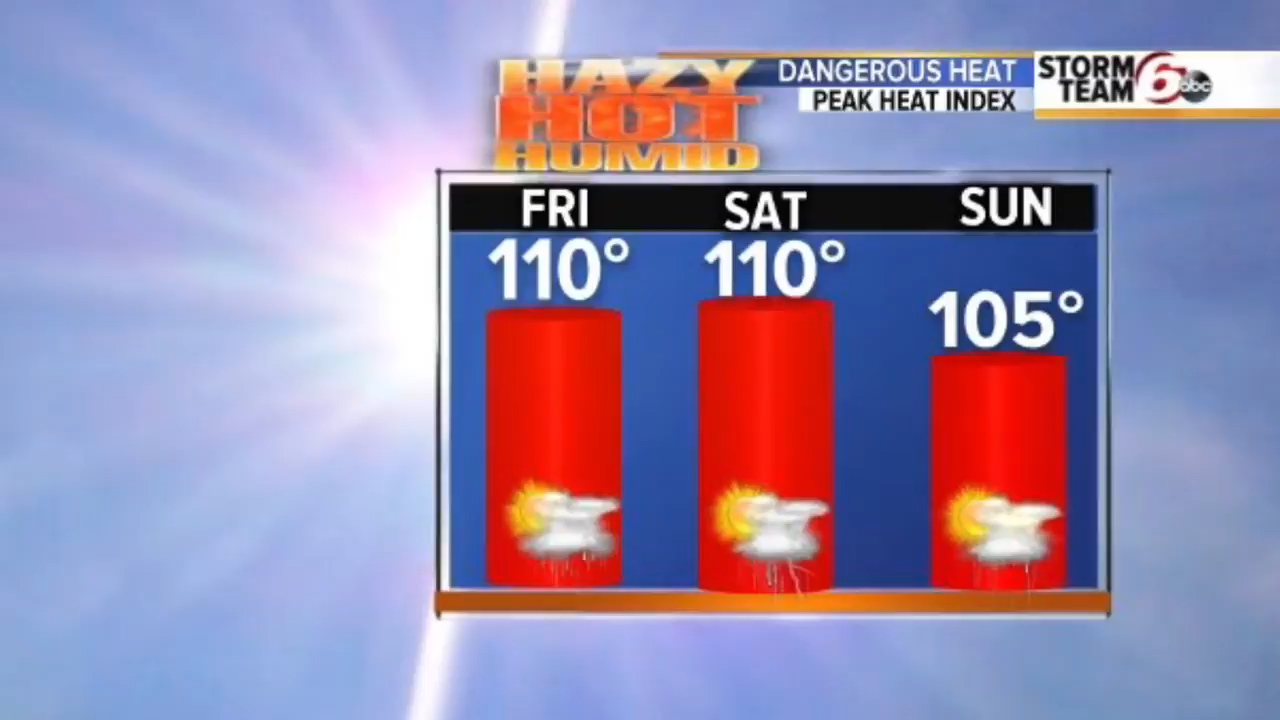 HAZY
HOT
HUMID
DANGEROUS HEAT
PEAK HEAT INDEX
STORM
TEAM
6
abc
FRI SAT SUN
110° 110° 105°